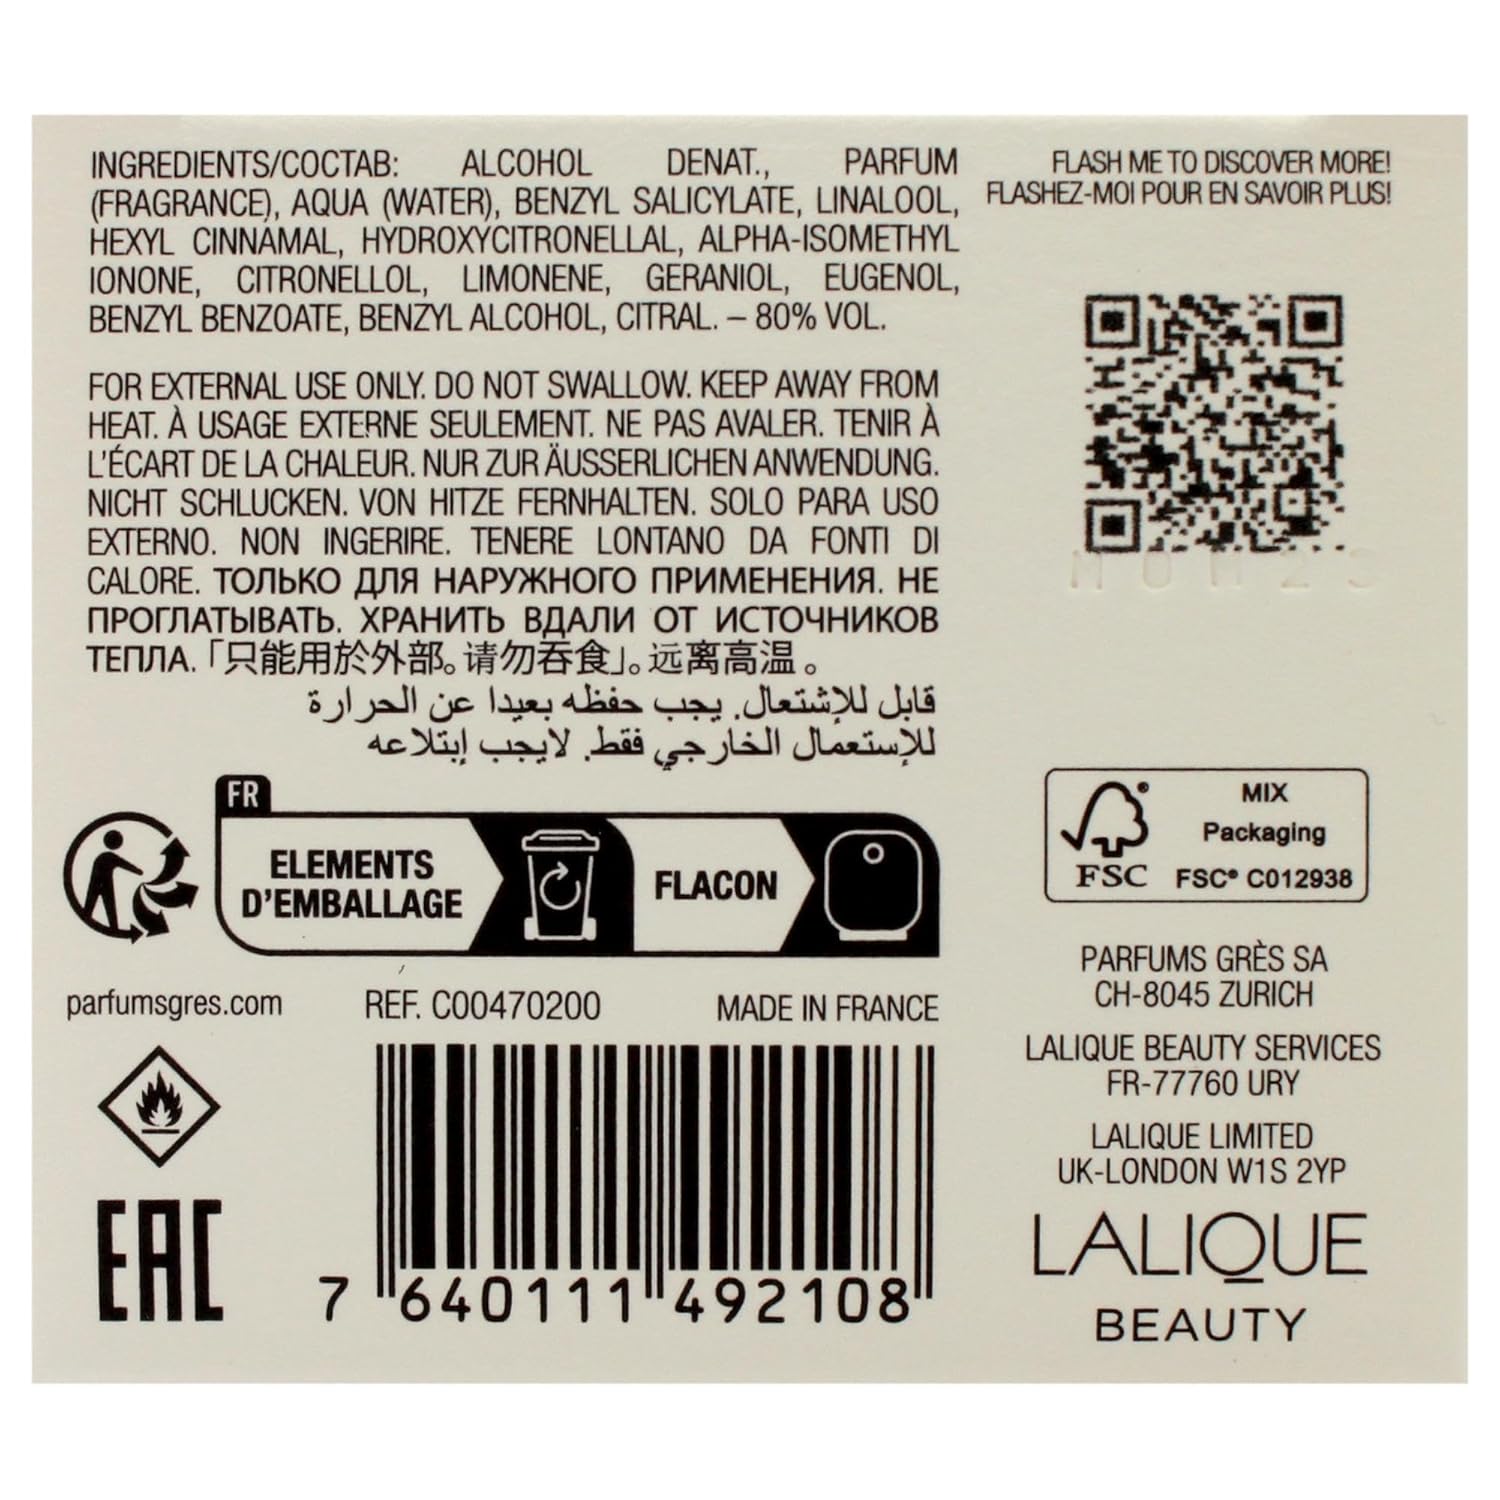 INGREDIENTS/COCTAB: ALCOHOL DENAT., PARFUM
(FRAGRANCE), AQUA (WATER), BENZYL SALICYLATE, LINALOOL,
HEXYL CINNAMAL, HYDROXYCITRONELLAL, ALPHA-ISOMETHYL
IONONE, CITRONELLOL, LIMONENE, GERANIOL, EUGENOL,
BENZYL BENZOATE, BENZYL ALCOHOL, CITRAL. – 80% VOL.
FOR EXTERNAL USE ONLY. DO NOT SWALLOW. KEEP AWAY FROM
HEAT. À USAGE EXTERNE SEULEMENT. NE PAS AVALER. TENIR À
L'ÉCART DE LA CHALEUR. NUR ZUR ÄUSSERLICHEN ANWENDUNG.
NICHT SCHLUCKEN. VON HITZE FERNHALTEN. SOLO PARA USO
EXTERNO. NON INGERIRE. TENERE LONTANO DA FONTI DI
CALORE. ТОЛЬКО ДЛЯ НАРУЖНОГО ПРИМЕНЕНИЯ. НЕ
ПРОГЛАТЫВАТЬ. ХРАНИТЬ ВДАЛИ ОТ ИСТОЧНИКОВ
ТЕПЛА.「只能用於外部。请勿吞食」。远离高温。
قابل للإشتعال. يجب حفظه بعيدا عن الحرارة
للإستعمال الخارجي فقط. لايجب إبتلاعه
FR
ELEMENTS
D'EMBALLAGE
FLACON
parfumsgres.com
REF. C00470200
MADE IN FRANCE
EAC
7 640111 492108
FLASH ME TO DISCOVER MORE!
FLASHEZ-MOI POUR EN SAVOIR PLUS!
FSC
MIX
Packaging
FSC® C012938
PARFUMS GRÈS SA
CH-8045 ZURICH
LALIQUE BEAUTY SERVICES
FR-77760 URY
LALIQUE LIMITED
UK-LONDON W1S 2YP
LALIQUE
BEAUTY